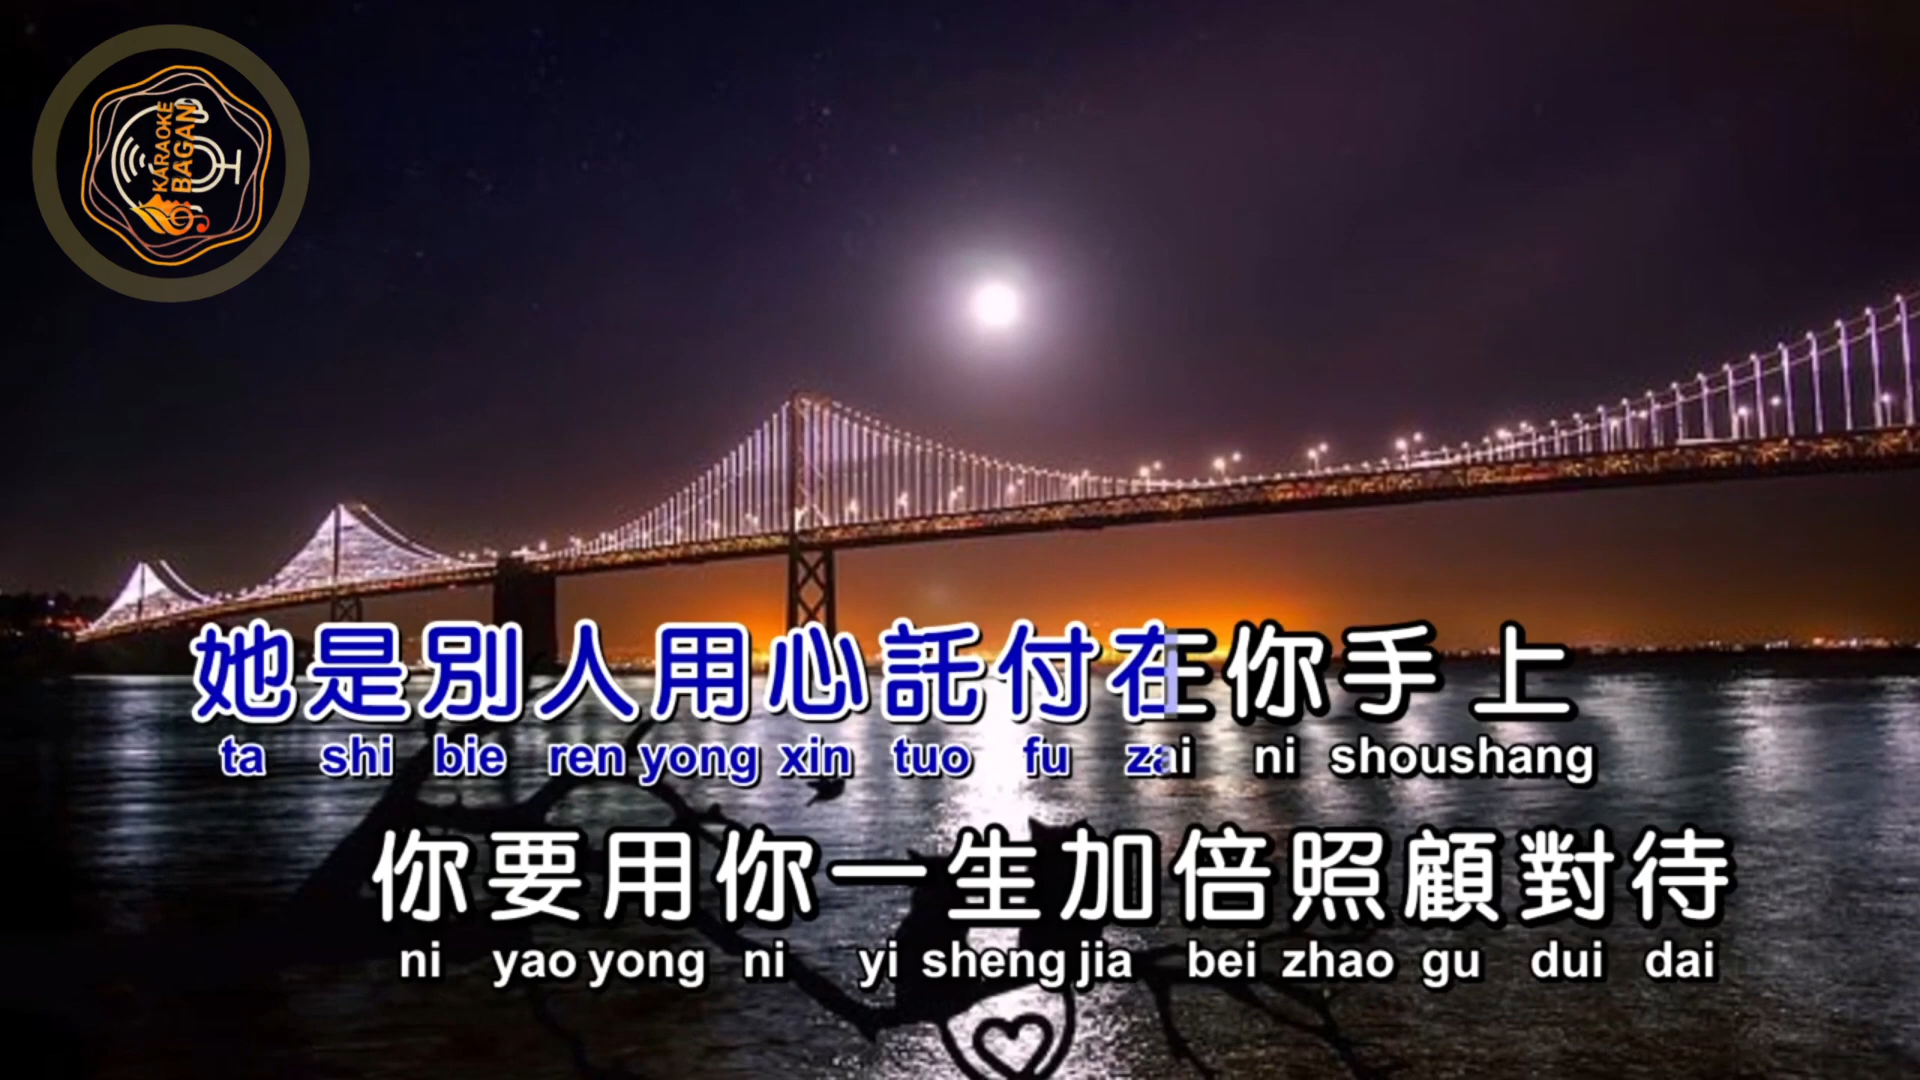 KARAOKE
BAGAN
她是別人用心託付在你手上
ta shi bie ren yong xin tuo fu zai ni shoushang
你要用你一生加倍照顧對待
ni yao yong ni yi sheng jia bei zhao gu dui dai